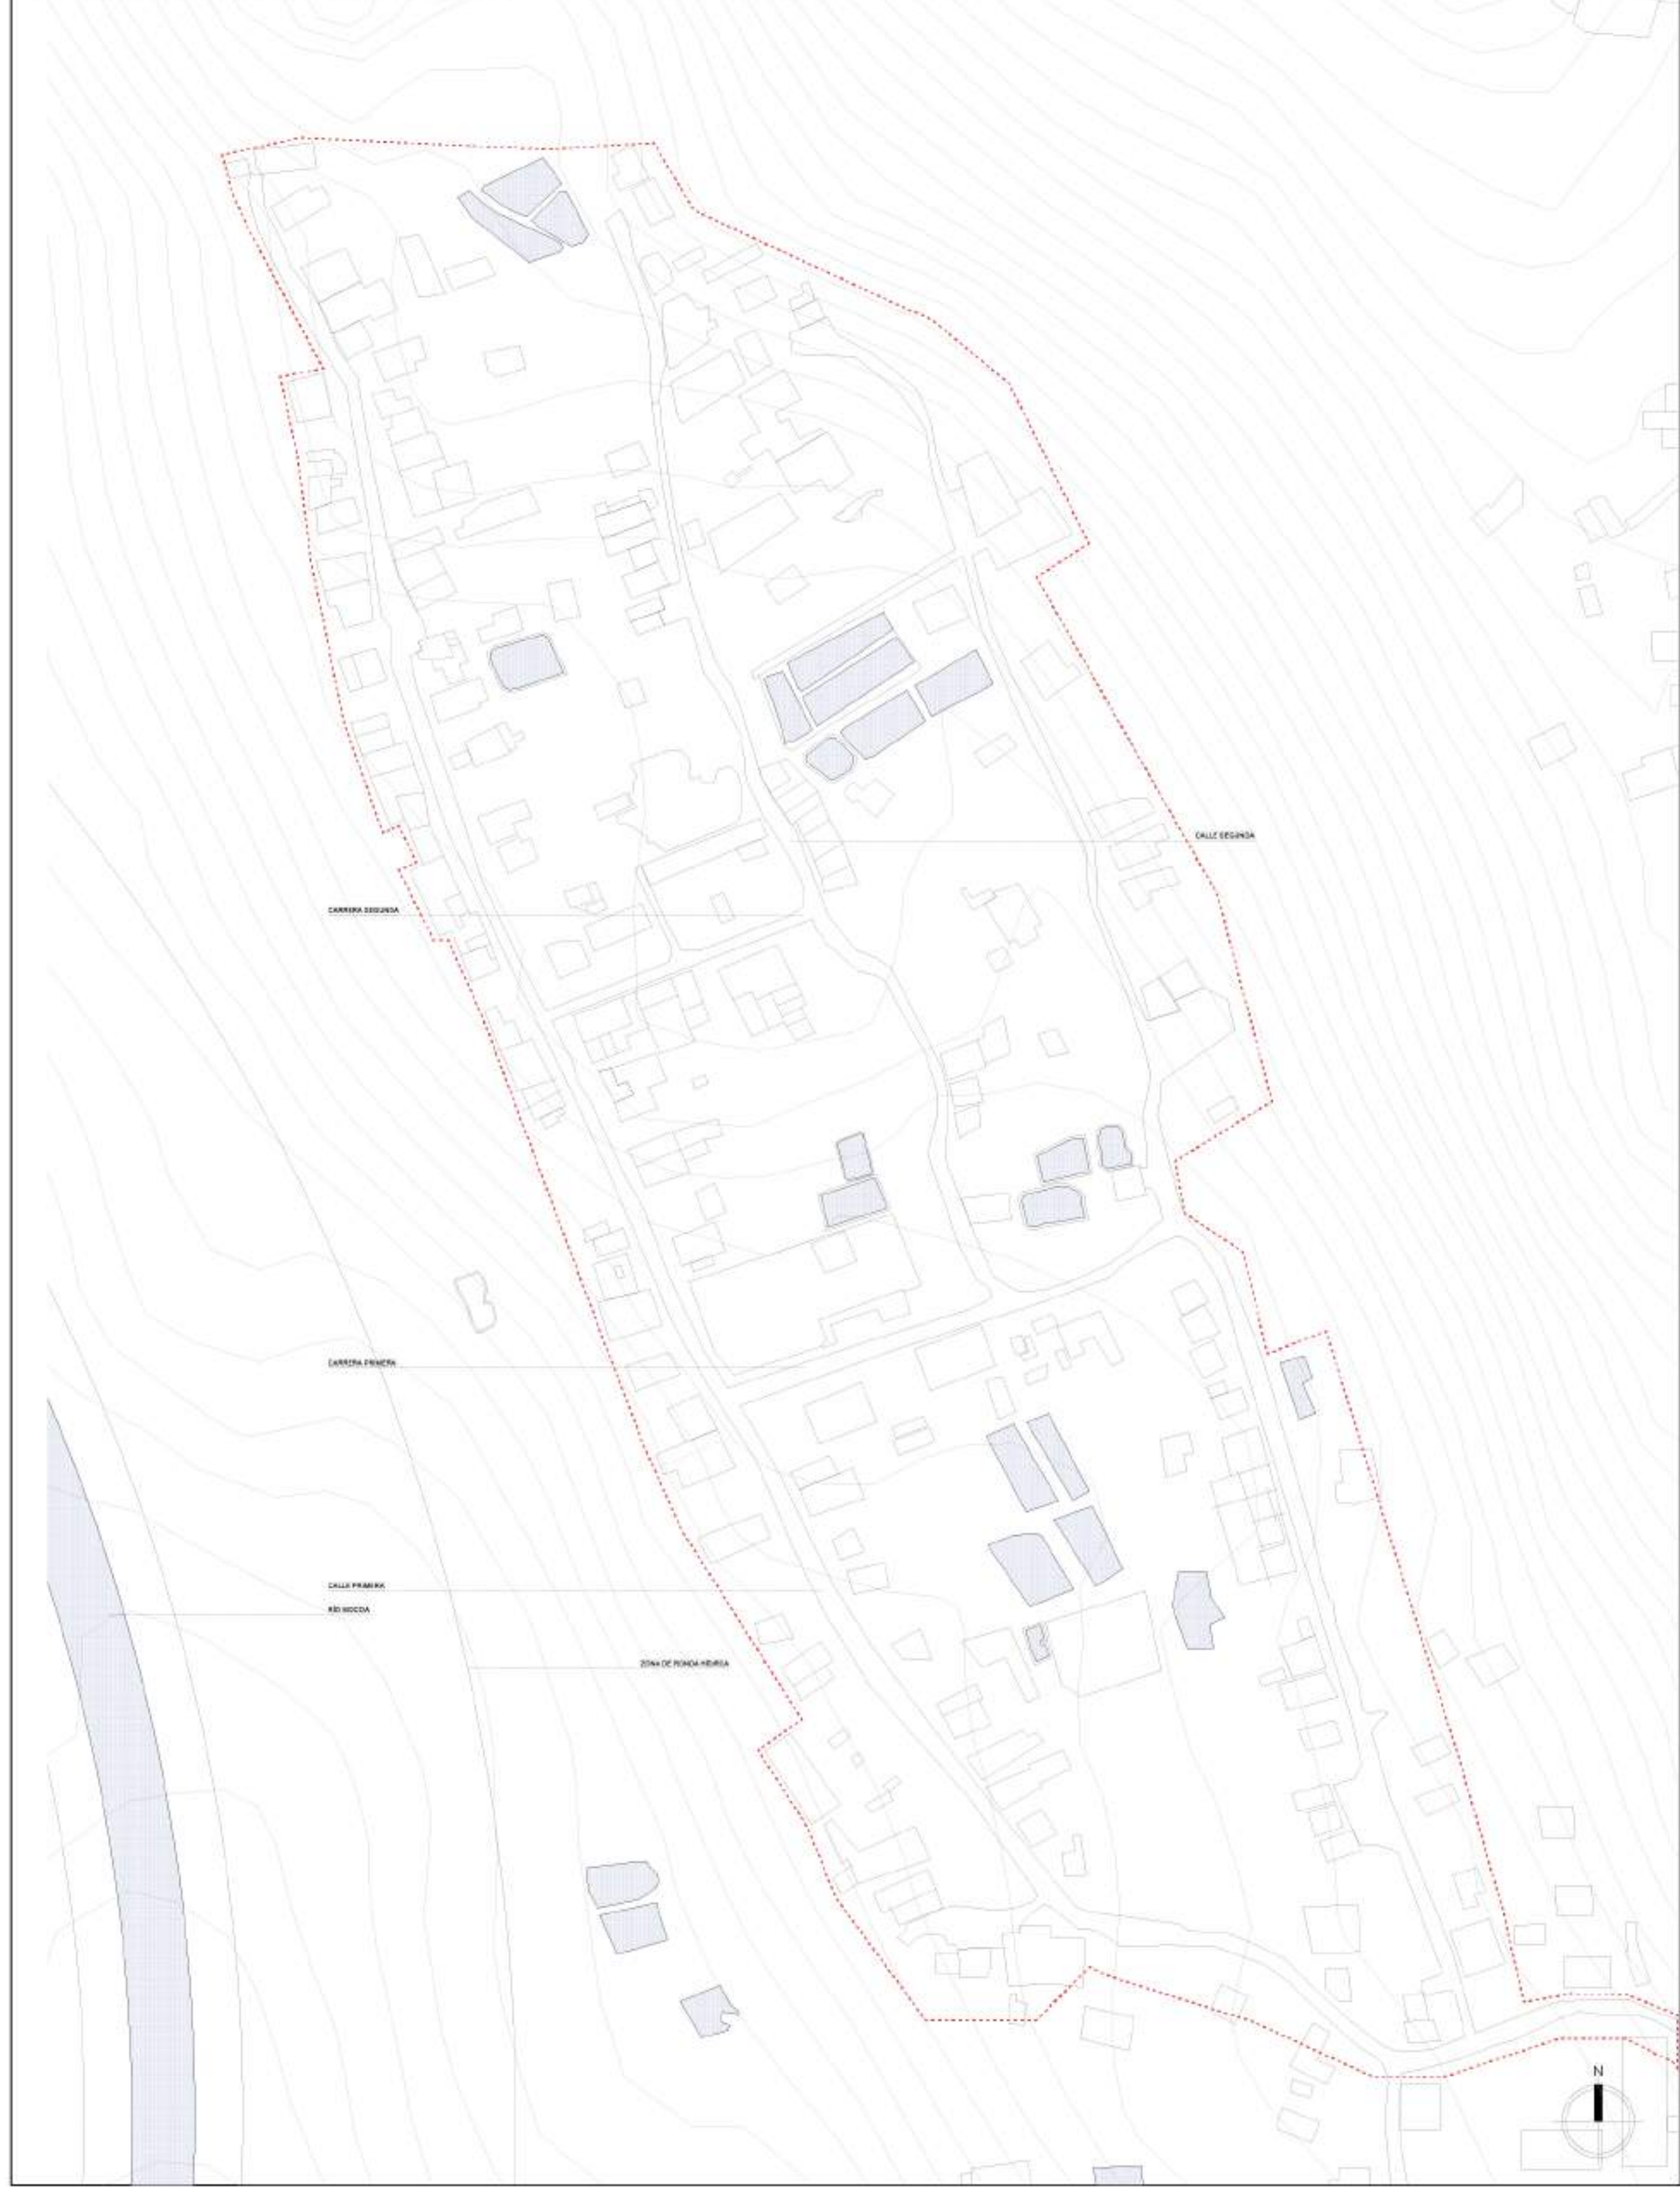 CALLE SEGUNDA
CARRERA SEGUNDA
CARRERA PRIMERA
CALLE PRIMERA
RÍO MOCOA
ZONA DE RONDA HÍDRICA
N